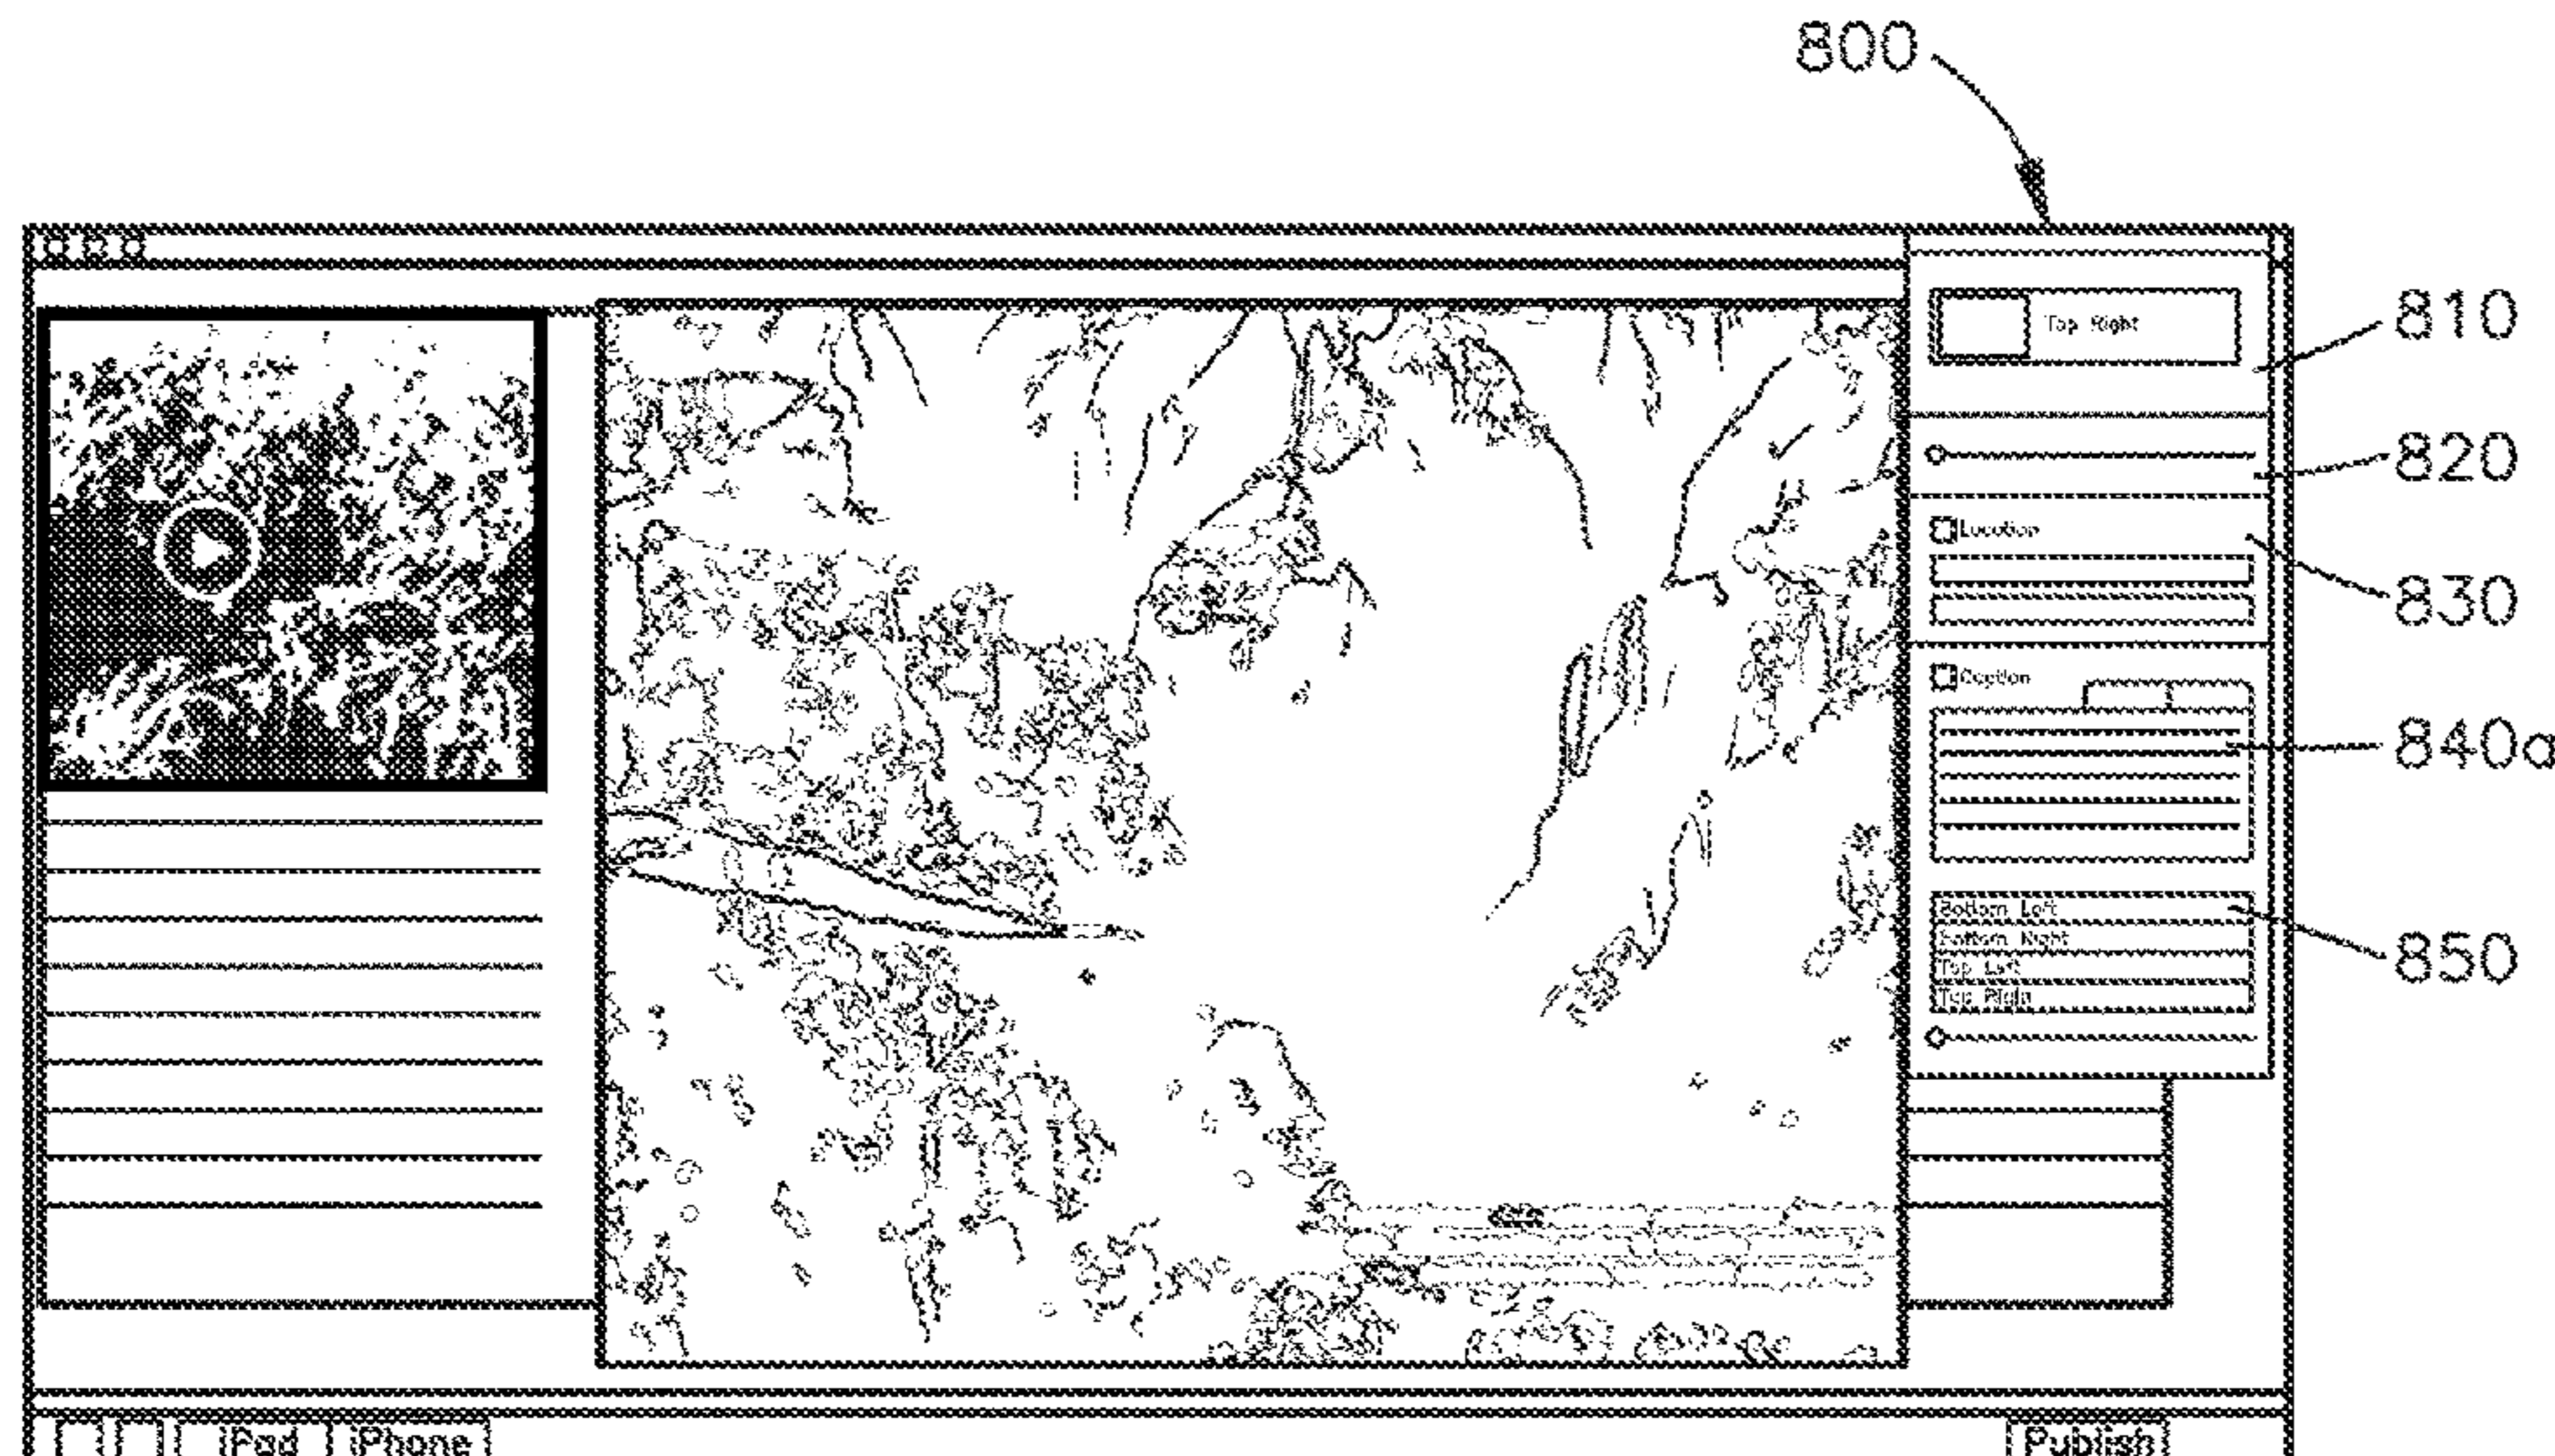 800
Top Right
810
820
Location
830
Caption
840a
Bottom Left
Bottom Right
Top Left
Top Right
850
iPad iPhone Publish